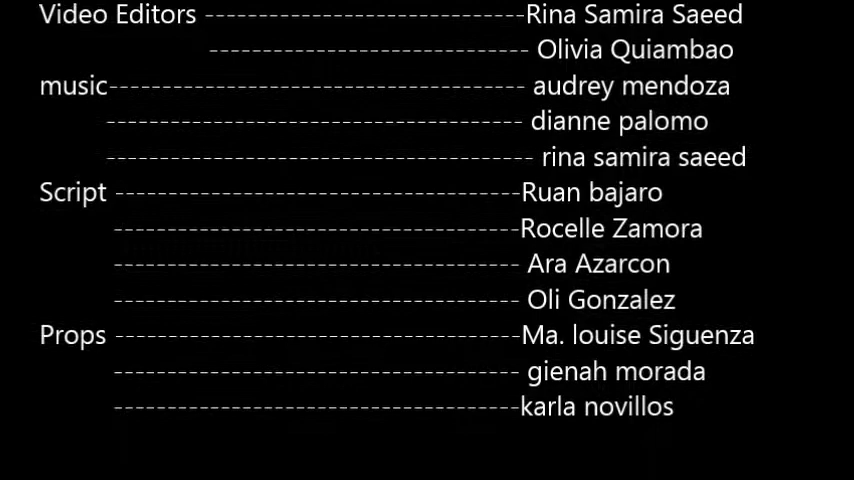 Video Editors ------------------------------Rina Samira Saeed
------------------------------ Olivia Quiambao
music--------------------------------------- audrey mendoza
--------------------------------------- dianne palomo
---------------------------------------- rina samira saeed
Script --------------------------------------Ruan bajaro
--------------------------------------Rocelle Zamora
-------------------------------------- Ara Azarcon
-------------------------------------- Oli Gonzalez
Props --------------------------------------Ma. louise Siguenza
-------------------------------------- gienah morada
--------------------------------------karla novillos